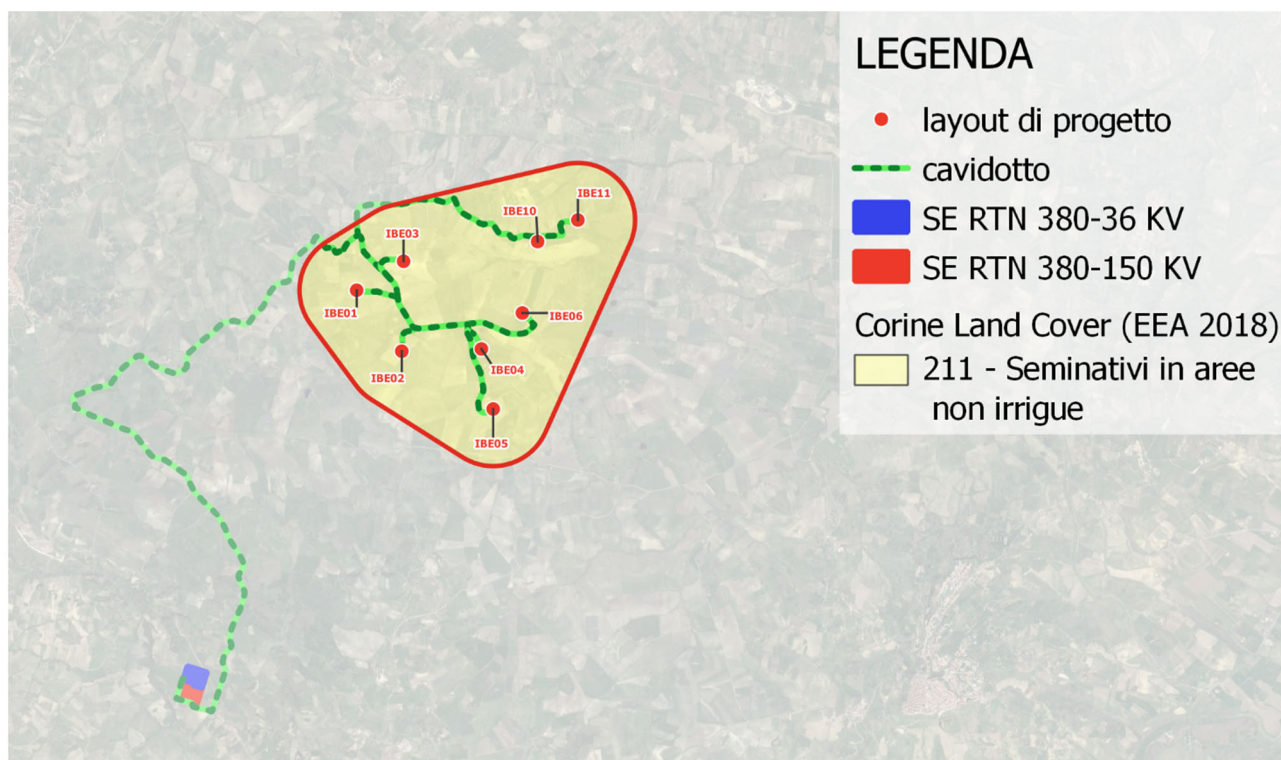 LEGENDA
layout di progetto
cavidotto
SE RTN 380-36 KV
SE RTN 380-150 KV
Corine Land Cover (EEA 2018)
211 - Seminativi in aree
non irrigue
IBE11
IBE10
IBE03
IBE01
IBE06
IBE04
IBE02
IBE05